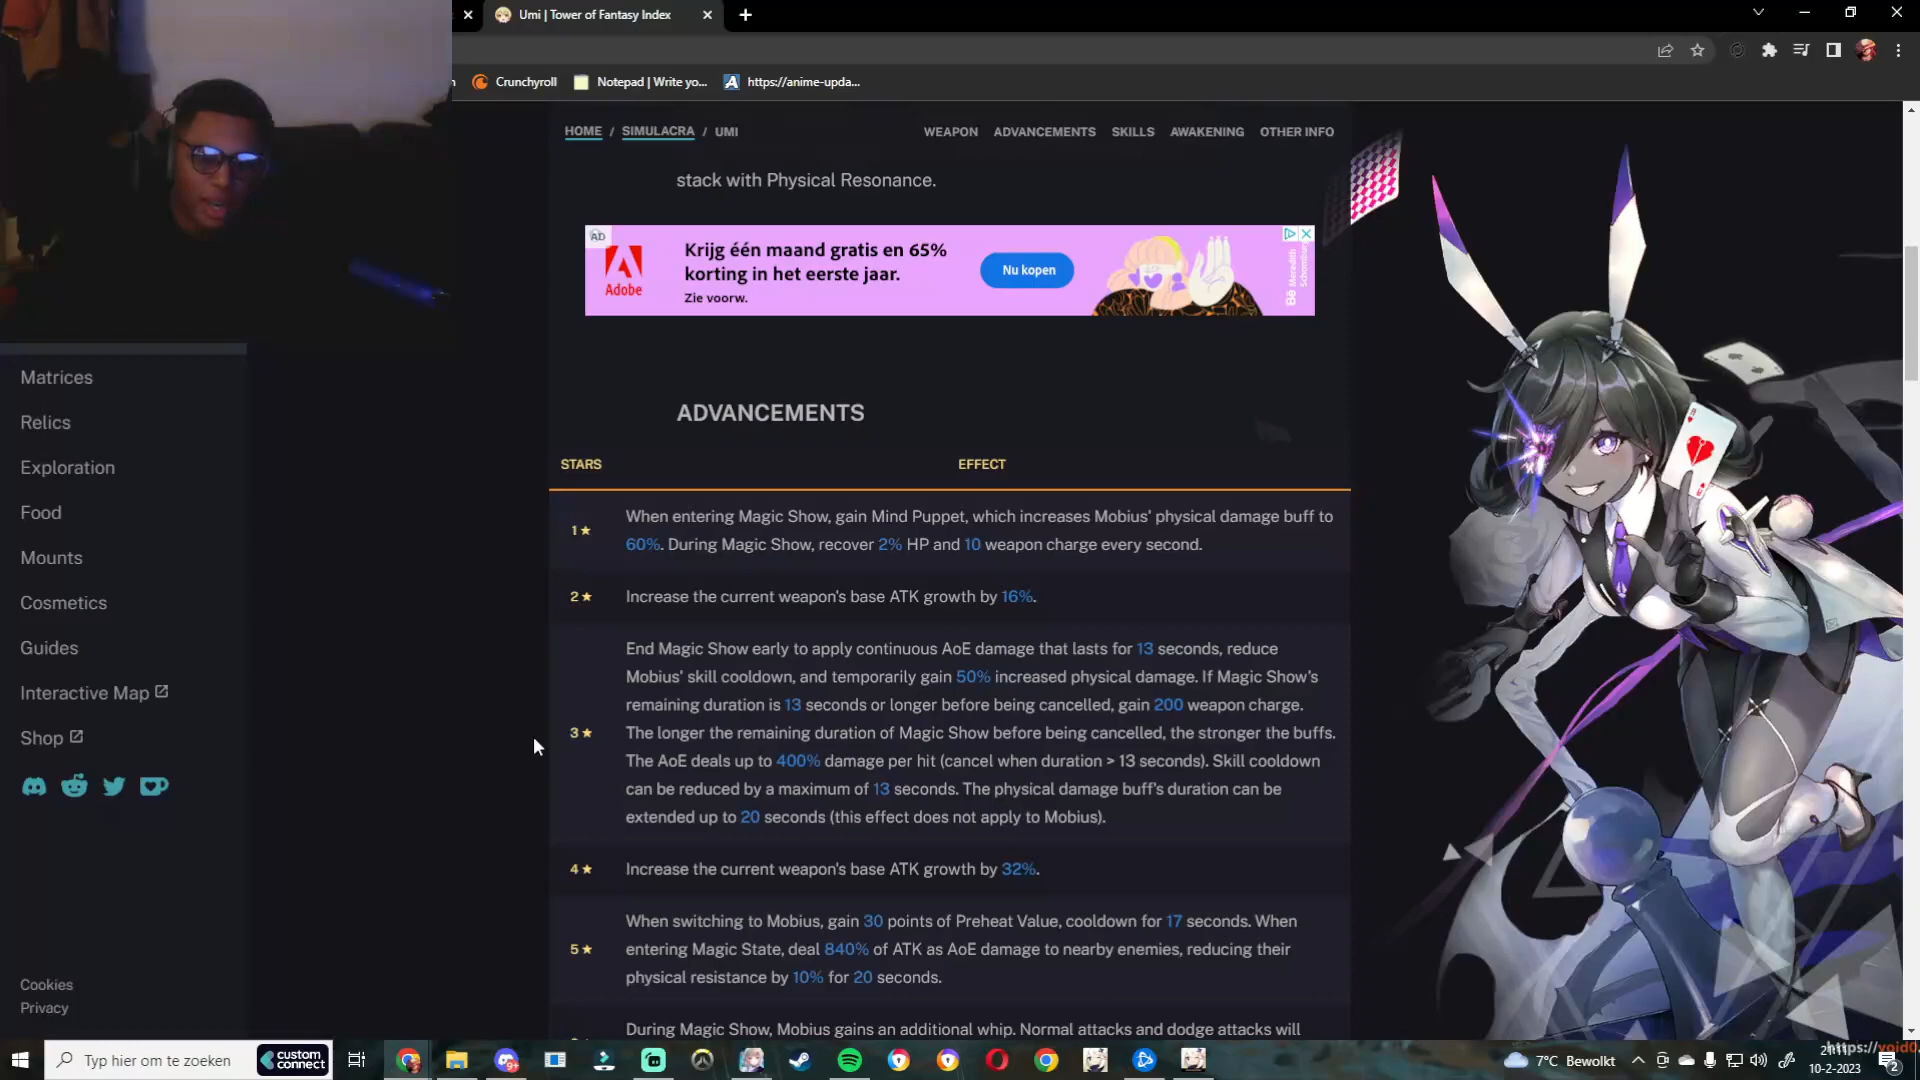 Umi | Tower of Fantasy Index
Crunchyroll
Notepad | Write yo...
https://anime-upda...
HOME / SIMULACRA / UMI
WEAPON ADVANCEMENTS SKILLS AWAKENING OTHER INFO
stack with Physical Resonance.
AD
Adobe
Krijg één maand gratis en 65%
korting in het eerste jaar.
Zie voorw.
Nu kopen
Matrices
Relics
Exploration
Food
Mounts
Cosmetics
Guides
Interactive Map
Shop
Cookies
Privacy
ADVANCEMENTS
STARS EFFECT
1★ When entering Magic Show, gain Mind Puppet, which increases Mobius' physical damage buff to
60%. During Magic Show, recover 2% HP and 10 weapon charge every second.
2★ Increase the current weapon's base ATK growth by 16%.
End Magic Show early to apply continuous AoE damage that lasts for 13 seconds, reduce
Mobius' skill cooldown, and temporarily gain 50% increased physical damage. If Magic Show's
remaining duration is 13 seconds or longer before being cancelled, gain 200 weapon charge.
3★ The longer the remaining duration of Magic Show before being cancelled, the stronger the buffs.
The AoE deals up to 400% damage per hit (cancel when duration > 13 seconds). Skill cooldown
can be reduced by a maximum of 13 seconds. The physical damage buff's duration can be
extended up to 20 seconds (this effect does not apply to Mobius).
4★ Increase the current weapon's base ATK growth by 32%.
When switching to Mobius, gain 30 points of Preheat Value, cooldown for 17 seconds. When
5★ entering Magic State, deal 840% of ATK as AoE damage to nearby enemies, reducing their
physical resistance by 10% for 20 seconds.
During Magic Show, Mobius gains an additional whip. Normal attacks and dodge attacks will
Typ hier om te zoeken
custom
connect
7°C Bewolkt
21:11
10-2-2023
2